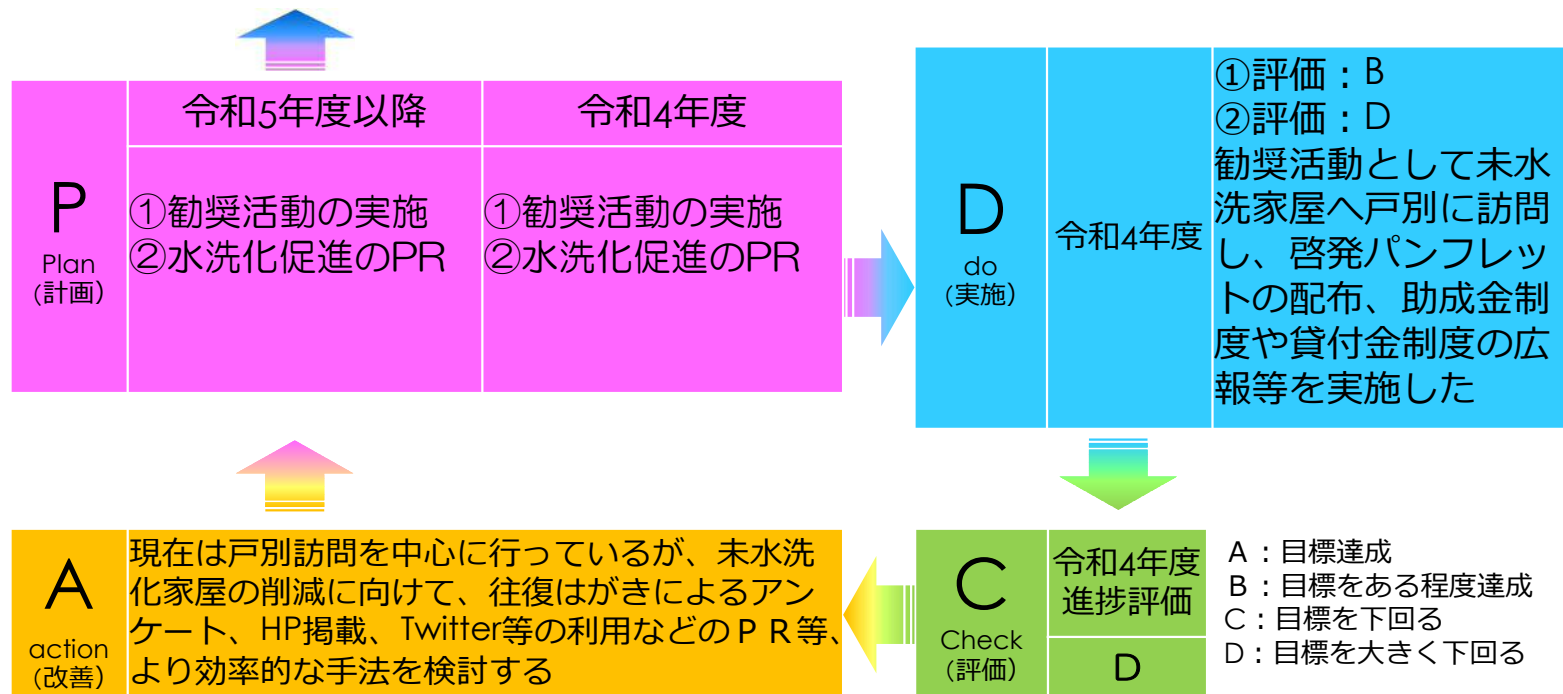 P
Plan
(計画)
令和5年度以降
令和4年度
①勧奨活動の実施
②水洗化促進のPR
①勧奨活動の実施
②水洗化促進のPR
D
do
(実施)
令和4年度
①評価：B
②評価：D
勧奨活動として未水
洗家屋へ戸別に訪問
し、啓発パンフレッ
トの配布、助成金制
度や貸付金制度の広
報等を実施した
C
Check
(評価)
令和4年度
進捗評価
D
A：目標達成
B：目標をある程度達成
C：目標を下回る
D：目標を大きく下回る
A
action
(改善)
現在は戸別訪問を中心に行っているが、未水洗
化家屋の削減に向けて、往復はがきによるアン
ケート、HP掲載、Twitter等の利用などのＰＲ等、
より効率的な手法を検討する